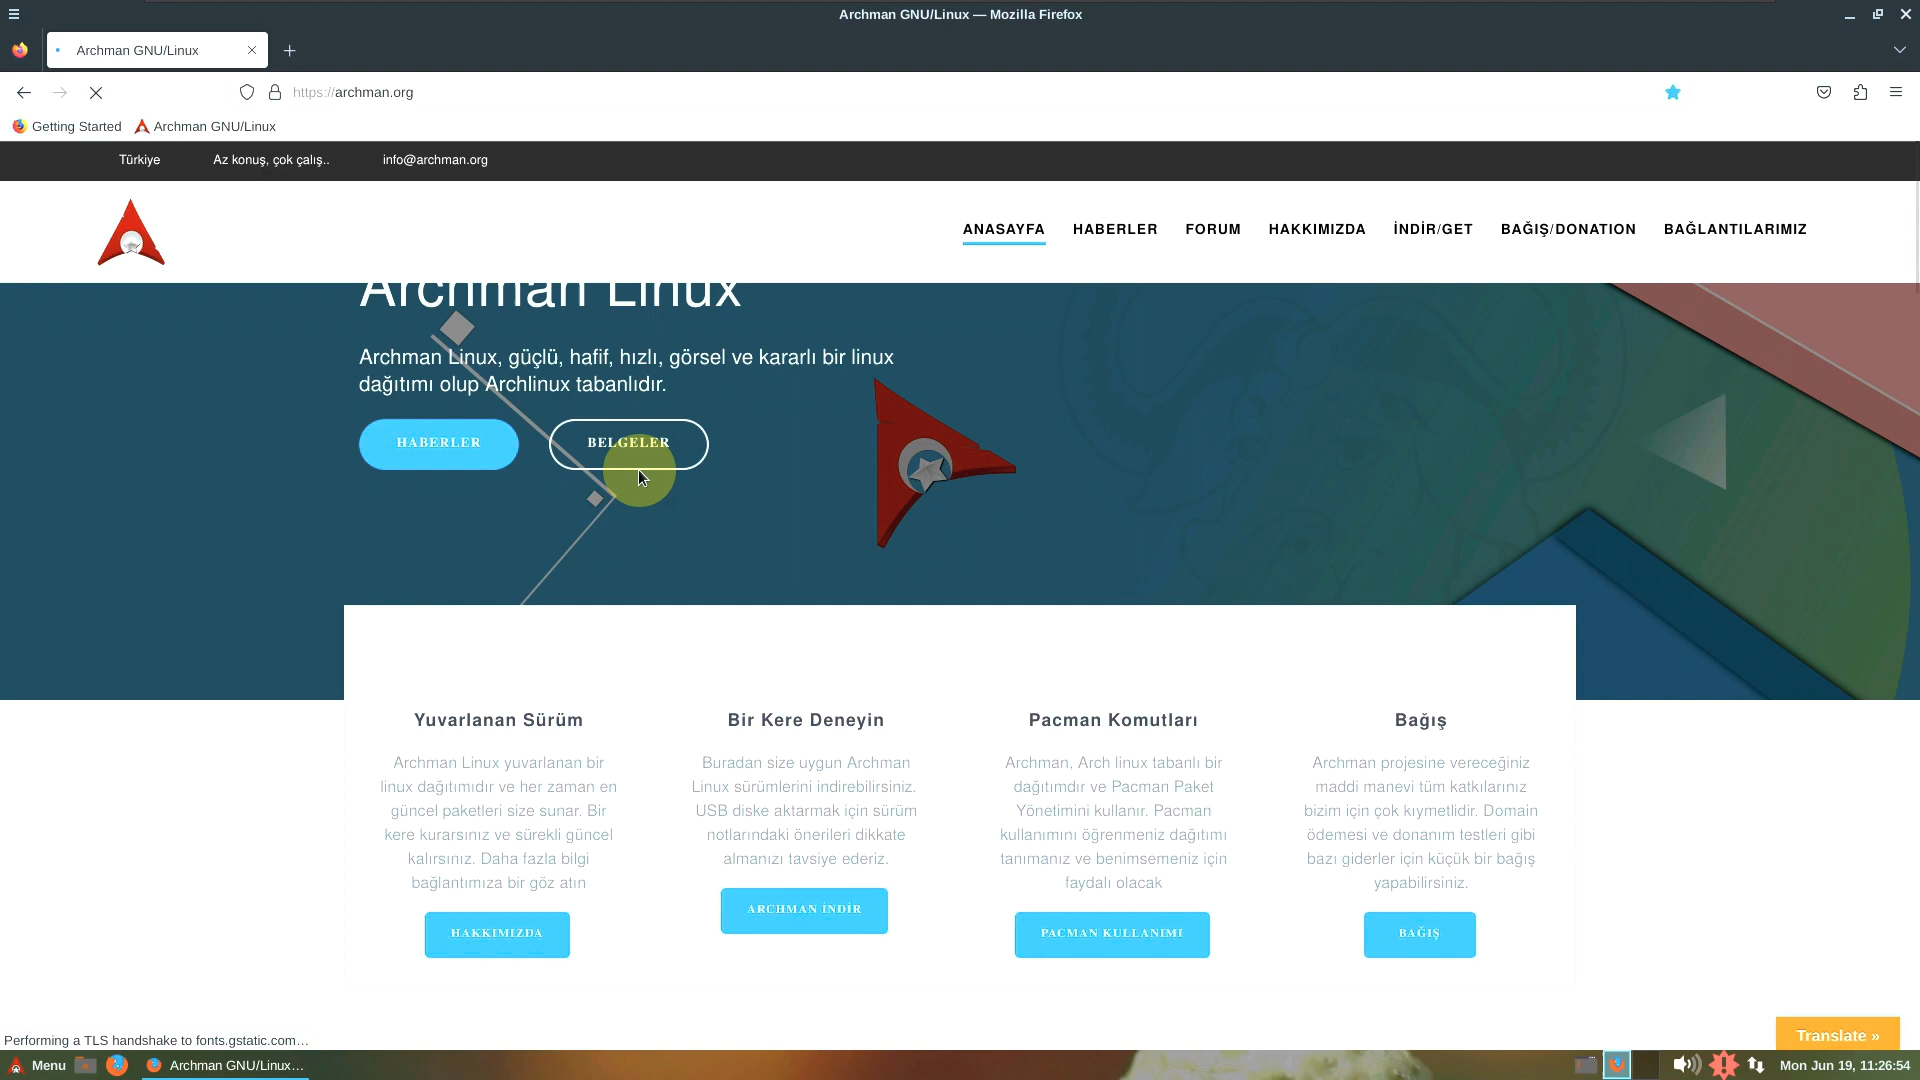 Archman GNU/Linux — Mozilla Firefox
Archman GNU/Linux
https://archman.org
Getting Started Archman GNU/Linux
Türkiye Az konuş, çok çalış.. info@archman.org
ANASAYFA HABERLER FORUM HAKKIMIZDA İNDİR/GET BAĞIŞ/DONATION BAĞLANTILARIMIZ
Archman Linux
Archman Linux, güçlü, hafif, hızlı, görsel ve kararlı bir linux
dağıtımı olup Archlinux tabanlıdır.
HABERLER BELGELER
Yuvarlanan Sürüm
Archman Linux yuvarlanan bir
linux dağıtımıdır ve her zaman en
güncel paketleri size sunar. Bir
kere kurarsınız ve sürekli güncel
kalırsınız. Daha fazla bilgi
bağlantımıza bir göz atın
HAKKIMIZDA
Bir Kere Deneyin
Buradan size uygun Archman
Linux sürümlerini indirebilirsiniz.
USB diske aktarmak için sürüm
notlarındaki önerileri dikkate
almanızı tavsiye ederiz.
ARCHMAN İNDİR
Pacman Komutları
Archman, Arch linux tabanlı bir
dağıtımdır ve Pacman Paket
Yönetimini kullanır. Pacman
kullanımını öğrenmeniz dağıtımı
tanımanız ve benimsemeniz için
faydalı olacak
PACMAN KULLANIMI
Bağış
Archman projesine vereceğiniz
maddi manevi tüm katkılarınız
bizim için çok kıymetlidir. Domain
ödemesi ve donanım testleri gibi
bazı giderler için küçük bir bağış
yapabilirsiniz.
BAĞIŞ
Translate »
Performing a TLS handshake to fonts.gstatic.com…
Menu Archman GNU/Linux… Mon Jun 19, 11:26:54